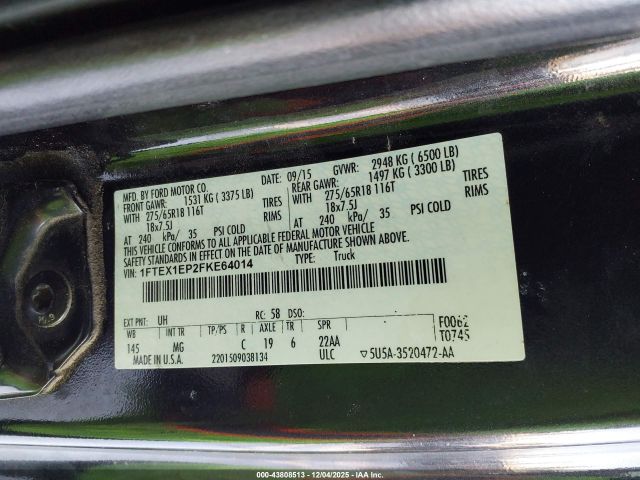 MFD. BY FORD MOTOR CO.
DATE: 09/15 GVWR: 2948 KG ( 6500 LB)
FRONT GAWR: 1531 KG ( 3375 LB) REAR GAWR: 1497 KG ( 3300 LB)
WITH 275/65R18 116T TIRES WITH 275/65R18 116T TIRES
18x7.5J RIMS 18x7.5J RIMS
AT 240 kPa/ 35 PSI COLD AT 240 kPa/ 35 PSI COLD
THIS VEHICLE CONFORMS TO ALL APPLICABLE FEDERAL MOTOR VEHICLE
SAFETY STANDARDS IN EFFECT ON THE DATE OF MANUFACTURE SHOWN ABOVE.
VIN: 1FTEX1EP2FKE64014 TYPE: Truck
EXT PNT: UH RC: 58 DSO: F0062
WB INT TR TP/PS R AXLE TR SPR T0745
145 MG C 19 6 22AA
MADE IN U.S.A. 2201509038134 ULC 5U5A-3520472-AA
000-43808513 - 12/04/2025 - IAA Inc.